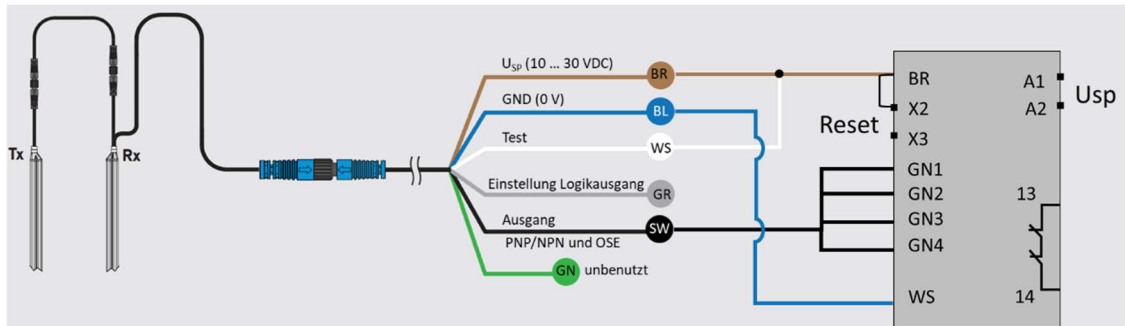 Tx
Rx
U_SP (10 ... 30 VDC)
BR
GND (0 V)
BL
Test
WS
Einstellung Logikausgang
GR
Ausgang
SW
PNP/NPN und OSE
GN
unbenutzt
BR
X2
Reset
X3
GN1
GN2
GN3
GN4
WS
A1
A2
Usp
13
14